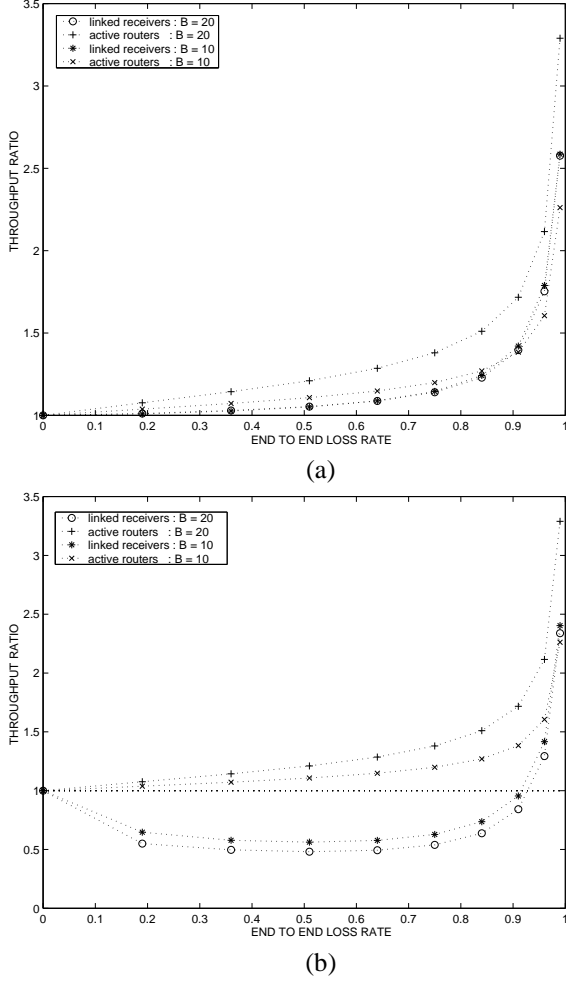 3.5
linked receivers : B = 20
active routers : B = 20
linked receivers : B = 10
active routers : B = 10
3
2.5
2
1.5
1
THROUGHPUT RATIO
0 0.1 0.2 0.3 0.4 0.5 0.6 0.7 0.8 0.9 1
END TO END LOSS RATE
(a)
3.5
linked receivers : B = 20
active routers : B = 20
linked receivers : B = 10
active routers : B = 10
3
2.5
2
1.5
1
0.5
0
THROUGHPUT RATIO
0 0.1 0.2 0.3 0.4 0.5 0.6 0.7 0.8 0.9 1
END TO END LOSS RATE
(b)